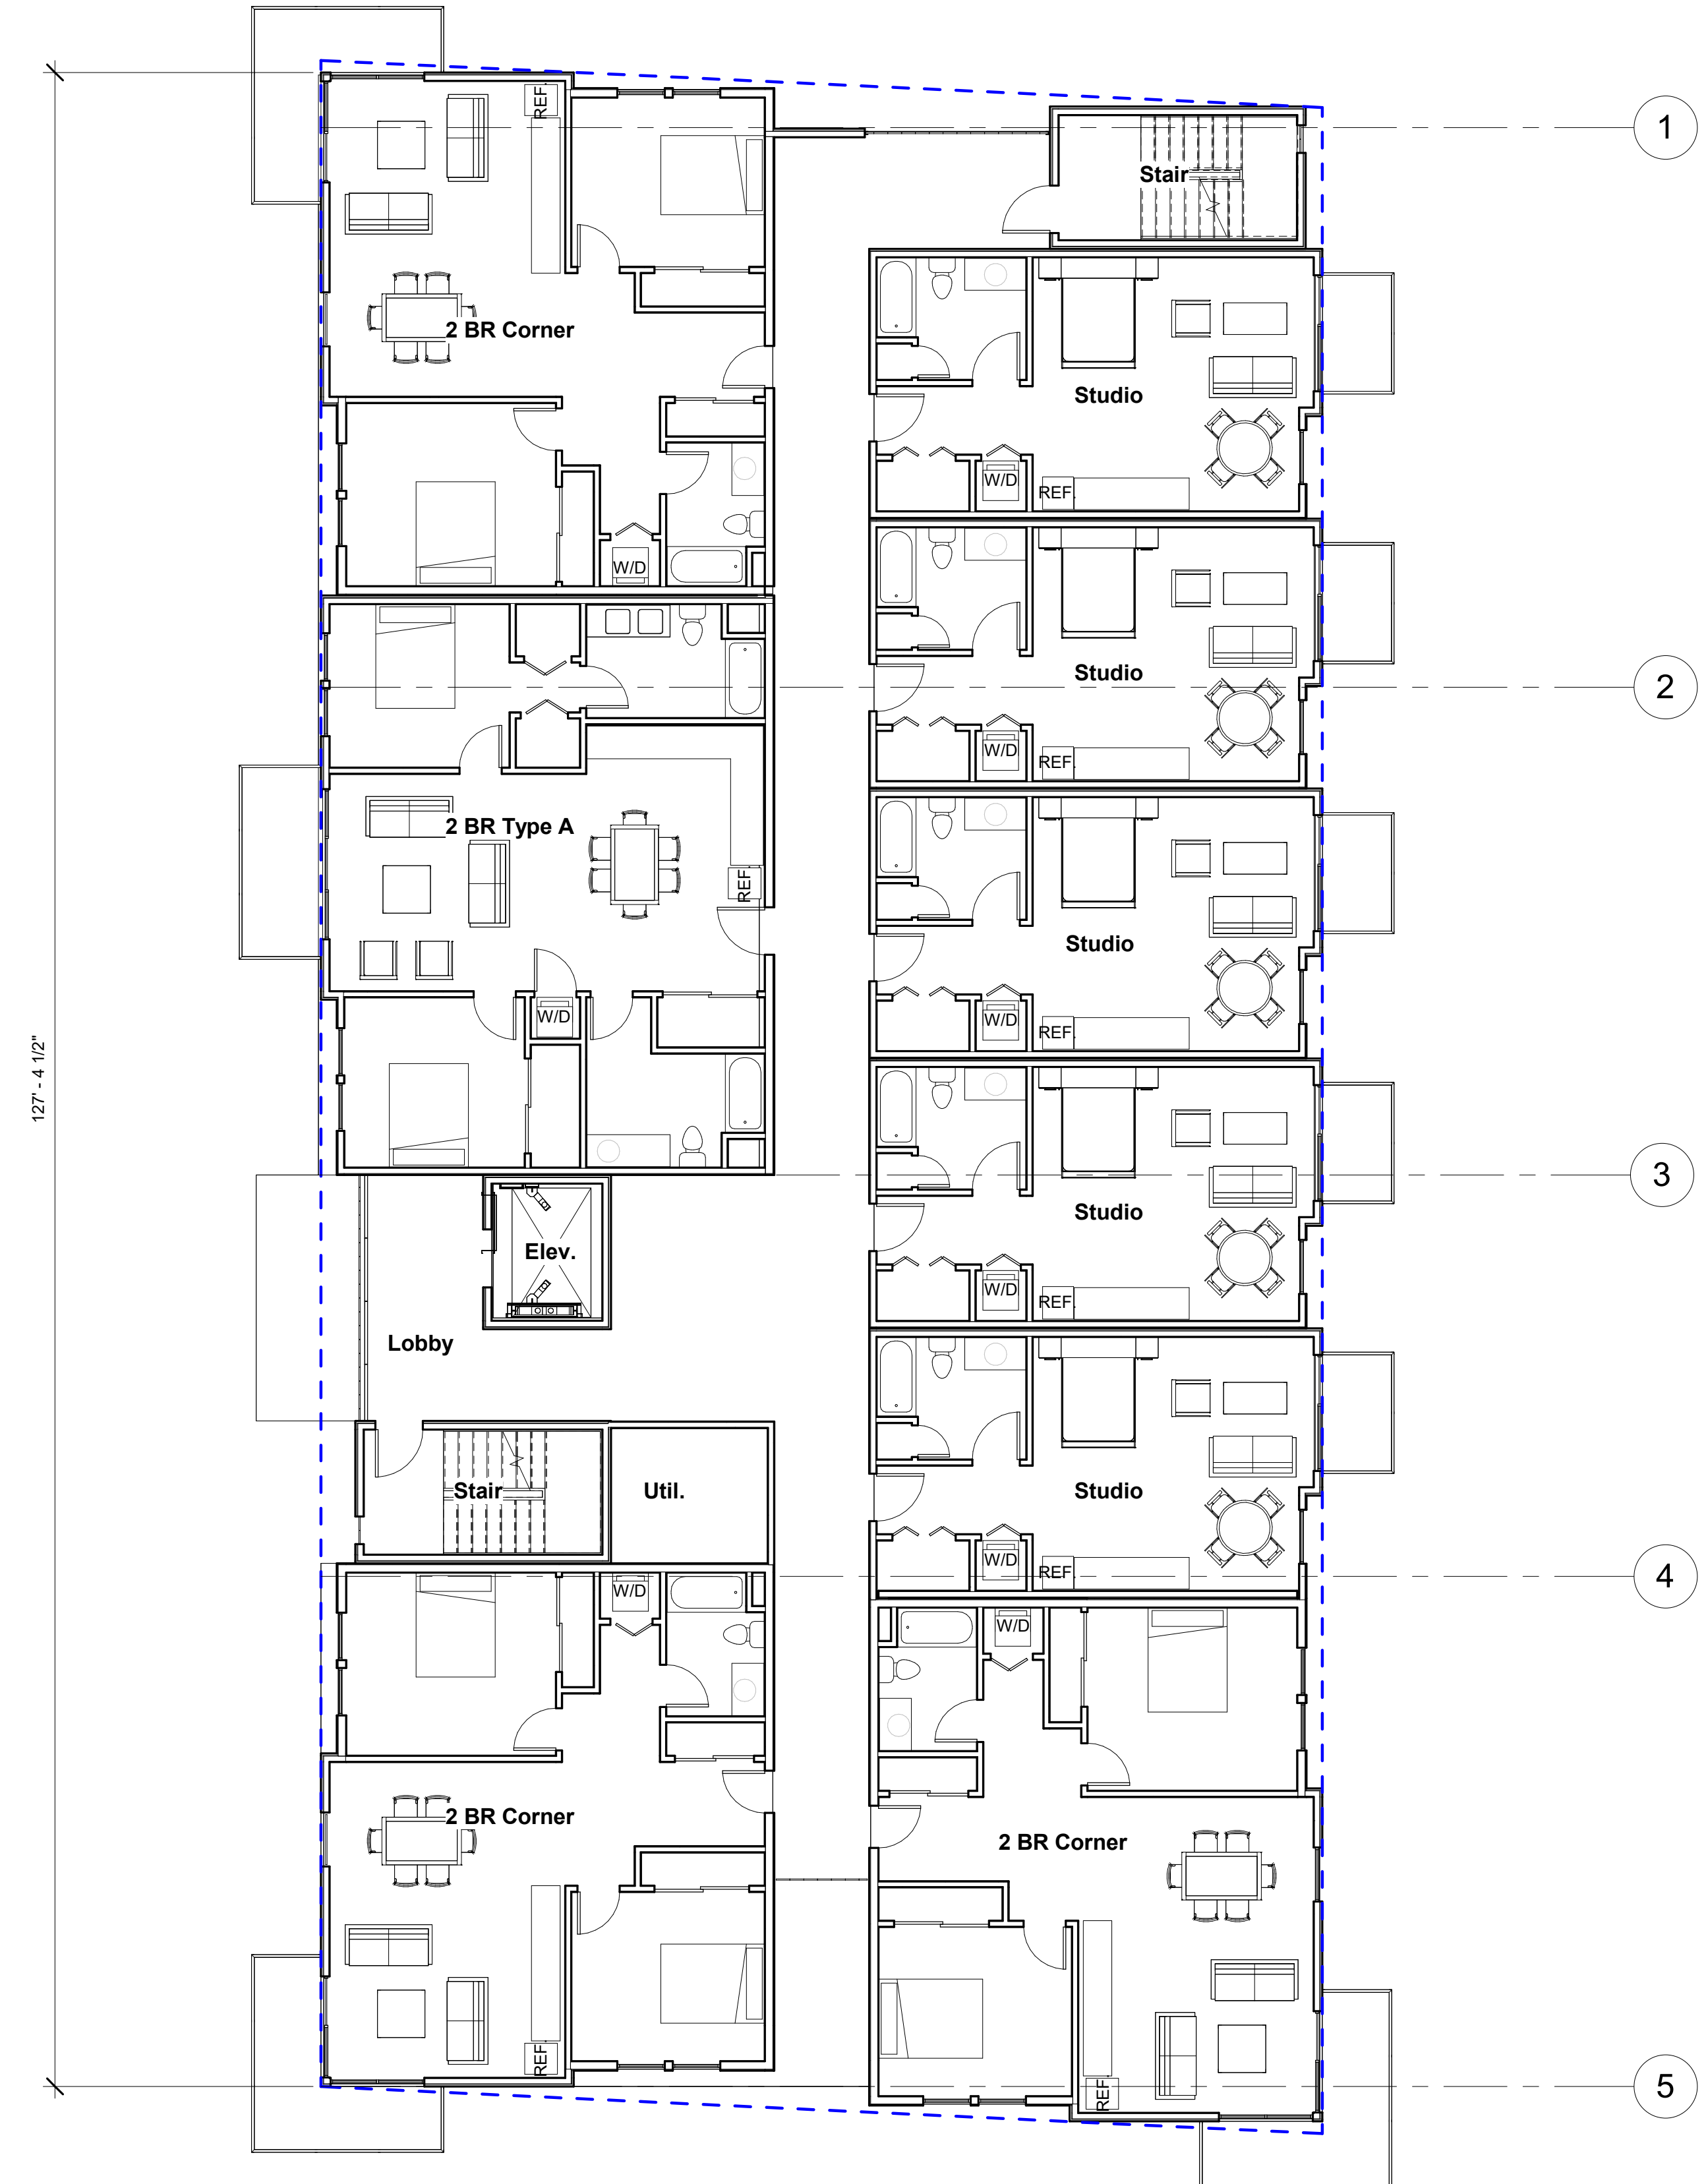 1
REF.
Stair
2 BR Corner
Studio
W/D
REF.
W/D
Studio
2
W/D
REF.
2 BR Type A
REF.
Studio
W/D
W/D
REF.
127' - 4 1/2"
3
Studio
Elev.
W/D
REF.
Lobby
Stair
Util.
Studio
W/D
REF.
4
W/D
W/D
2 BR Corner
2 BR Corner
REF.
REF.
5